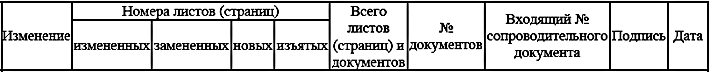 Изменение
Номера листов (страниц)
измененных замененных новых изъятых
Всего
листов
(страниц) и
документов
№
документов
Входящий №
сопроводительного
документа
Подпись
Дата